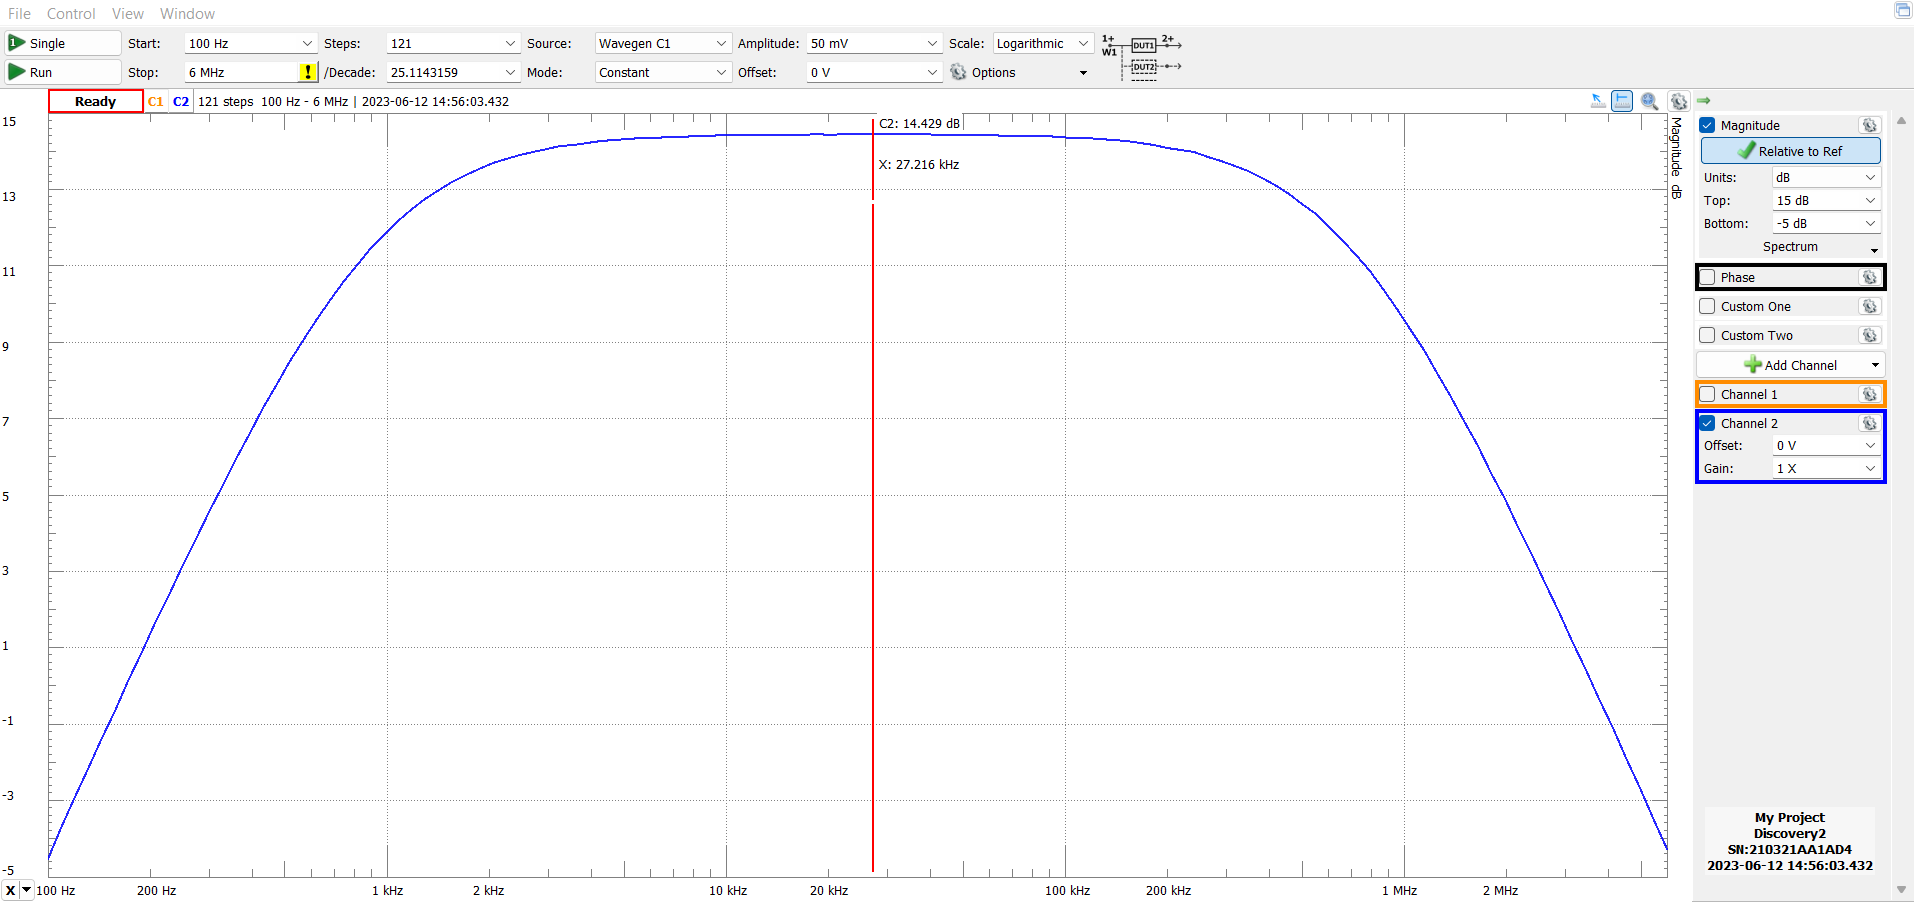 File Control View Window
Single Start: 100 Hz Steps: 121 Source: Wavegen C1 Amplitude: 50 mV Scale: Logarithmic 1+ W1 DUT1 2+
Run Stop: 6 MHz ! /Decade: 25.1143159 Mode: Constant Offset: 0 V Options DUT2
Ready C1 C2 121 steps 100 Hz - 6 MHz | 2023-06-12 14:56:03.432
C2: 14.429 dB
X: 27.216 kHz
15
13
11
9
7
5
3
1
-1
-3
-5
X 100 Hz 200 Hz 1 kHz 2 kHz 10 kHz 20 kHz 100 kHz 200 kHz 1 MHz 2 MHz
Magnitude dB
Magnitude
Relative to Ref
Units: dB
Top: 15 dB
Bottom: -5 dB
Spectrum
Phase
Custom One
Custom Two
Add Channel
Channel 1
Channel 2
Offset: 0 V
Gain: 1 X
My Project
Discovery2
SN:210321AA1AD4
2023-06-12 14:56:03.432